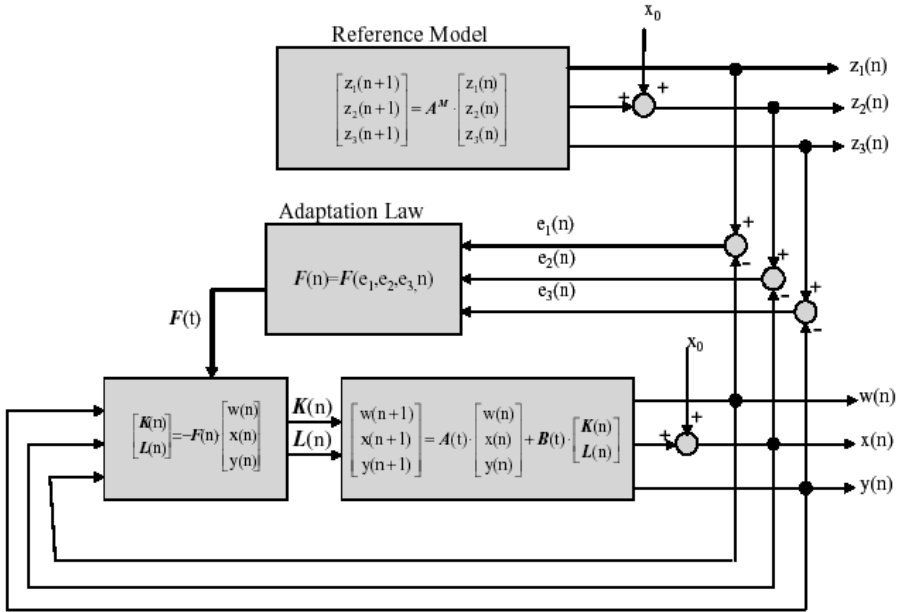 x₀
Reference Model
[z₁(n+1) z₂(n+1) z₃(n+1)] = Aᴹ · [z₁(n) z₂(n) z₃(n)]
+ +
z₁(n)
z₂(n)
z₃(n)
Adaptation Law
F(n)=F(e₁,e₂,e₃,n)
e₁(n)
e₂(n)
e₃(n)
+ -
+ -
+ -
F(t)
x₀
[K(n) L(n)] =-F(n)· [w(n) x(n) y(n)]
K(n)
L(n)
[w(n+1) x(n+1) y(n+1)] = A(t)· [w(n) x(n) y(n)] + B(t)· [K(n) L(n)]
+ +
w(n)
x(n)
y(n)